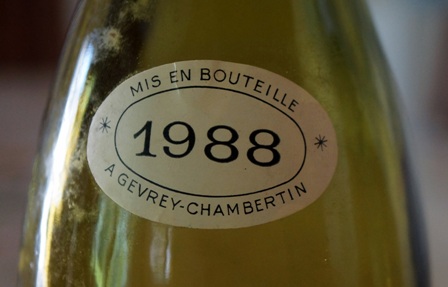 MIS EN BOUTEILLE
1988
A GEVREY-CHAMBERTIN